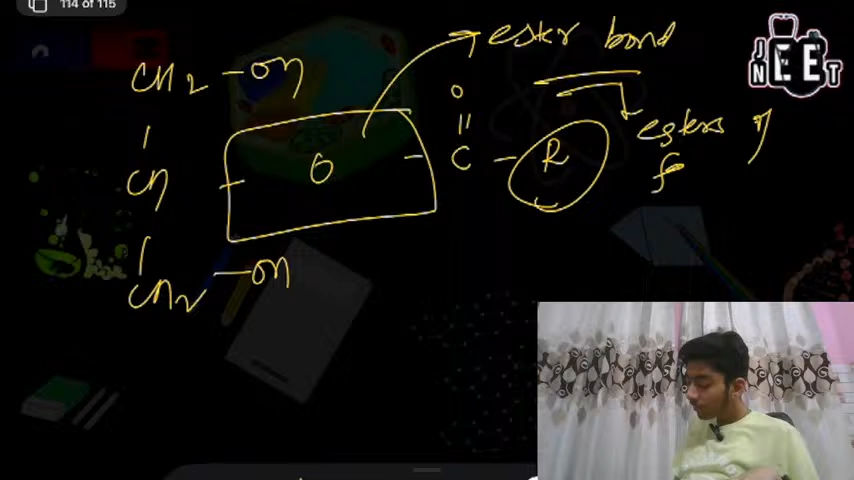 114 of 115
ester bond
CH2 - OH
O
||
CH - O - C - R
esters of
f
CH2 - OH
J
NEET